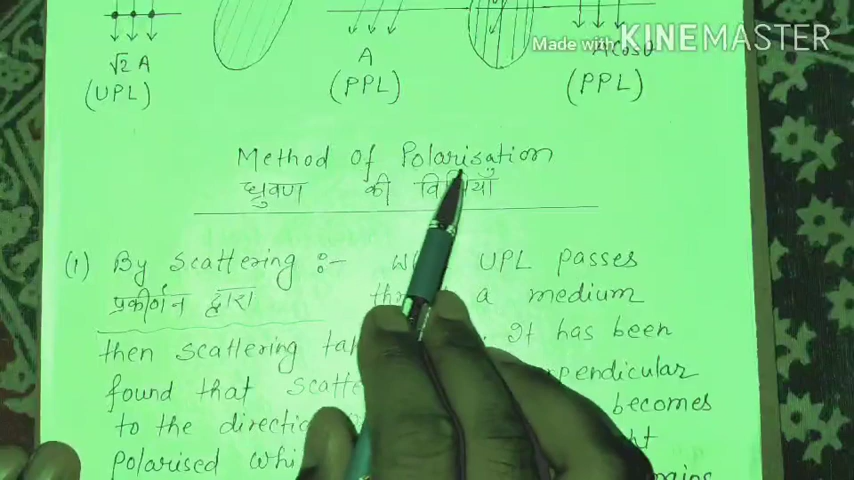 √2 A
A
A cosθ
(UPL)
(PPL)
(PPL)
Made with KINEMASTER
Method of Polarisation
ध्रुवण की विधियाँ
(1) By Scattering :- UPL passes
प्रकीर्णन द्वारा a medium
then scattering It has been
found that perpendicular
to the becomes
polarised